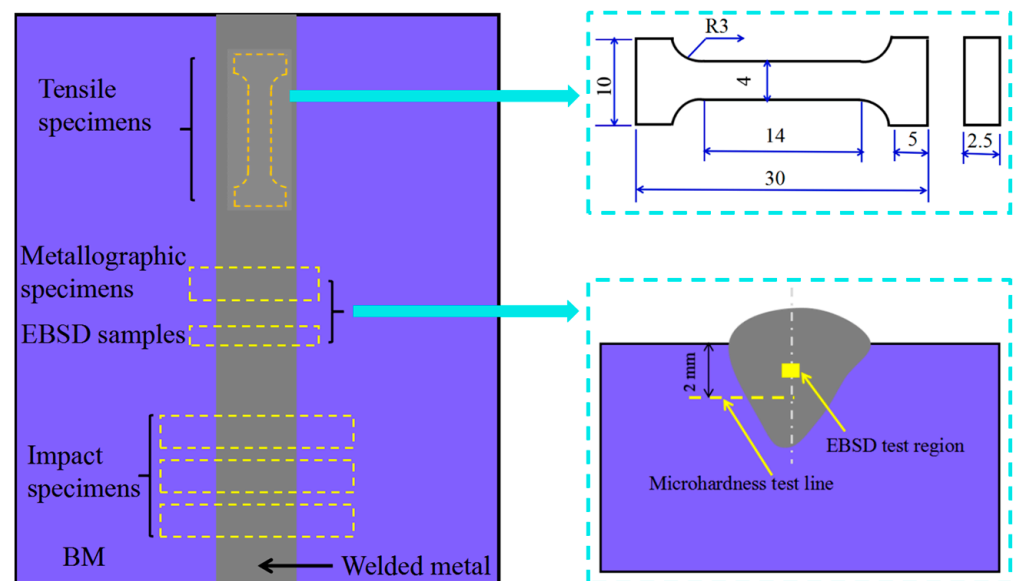 Tensile
specimens
Metallographic
specimens
EBSD samples
Impact
specimens
BM
Welded metal
R3
10
4
14
5
2.5
30
2 mm
EBSD test region
Microhardness test line